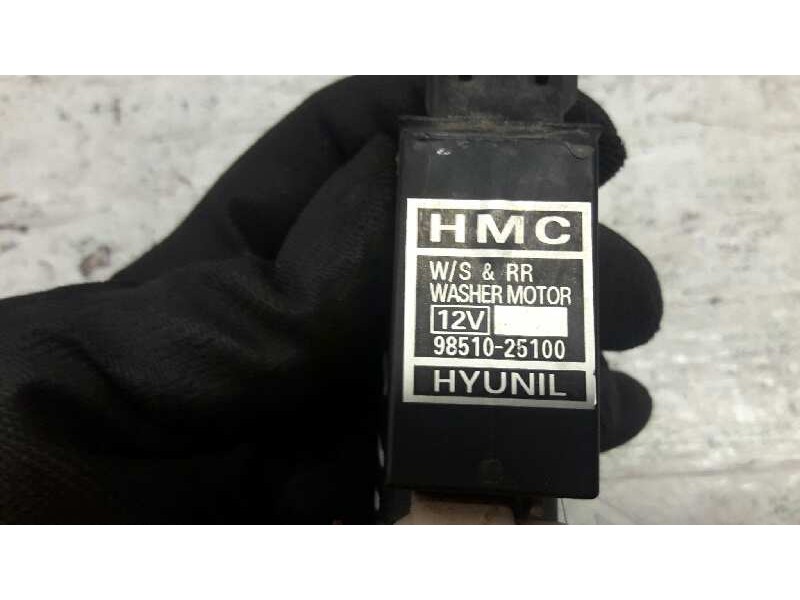 HMC
W/S & RR
WASHER MOTOR
12V
98510-25100
HYUNIL